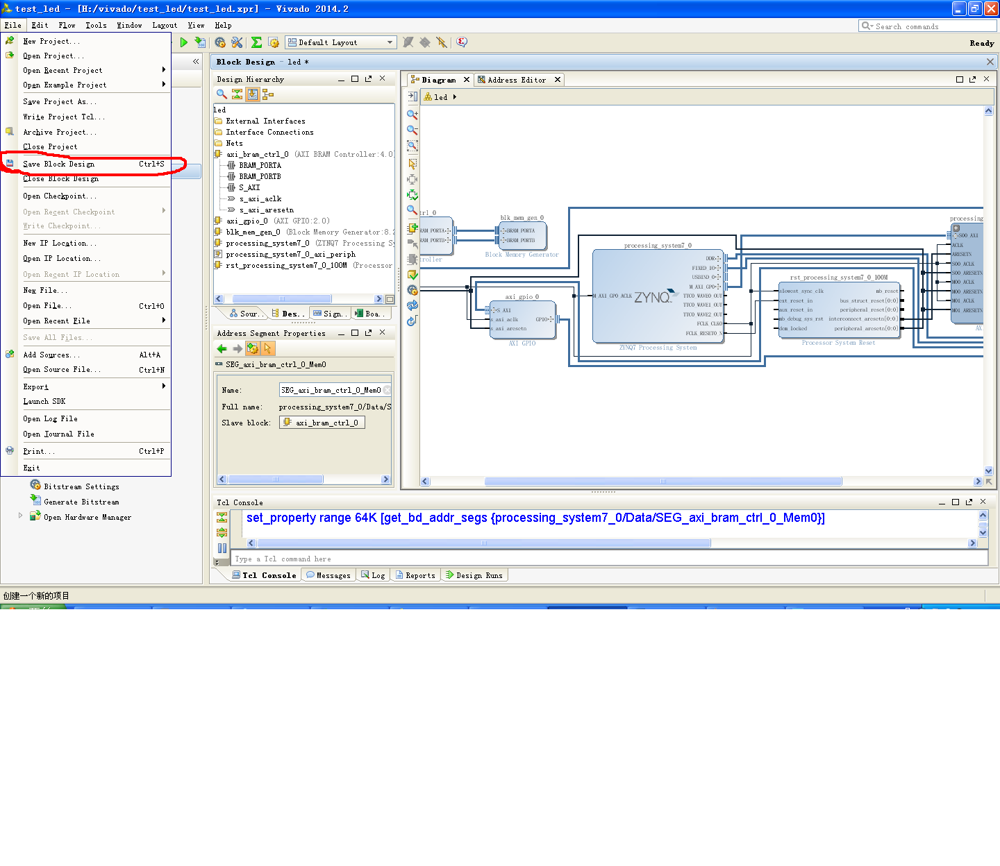 test_led - [H:/vivado/test_led/test_led.xpr] - Vivado 2014.2
File Edit Flow Tools Window Layout View Help
Search commands
New Project...
Open Project...
Open Recent Project
Open Example Project
Save Project As...
Write Project Tcl...
Archive Project...
Close Project
Save Block Design Ctrl+S
Close Block Design
Open Checkpoint...
Open Recent Checkpoint
Write Checkpoint...
New IP Location...
Open IP Location...
Open Recent IP Location
New File...
Open File... Ctrl+O
Open Recent File
Save All Files...
Add Sources... Alt+A
Open Source File... Ctrl+N
Export
Launch SDK
Open Log File
Open Journal File
Print... Ctrl+P
Exit
Bitstream Settings
Generate Bitstream
Open Hardware Manager
Default Layout
Ready
Block Design - led *
Design Hierarchy
led
External Interfaces
Interface Connections
Nets
axi_bram_ctrl_0 (AXI BRAM Controller:4.0)
BRAM_PORTA
BRAM_PORTB
S_AXI
s_axi_aclk
s_axi_aresetn
axi_gpio_0 (AXI GPIO:2.0)
blk_mem_gen_0 (Block Memory Generator:8.2
processing_system7_0 (ZYNQ7 Processing Sy
processing_system7_0_axi_periph
rst_processing_system7_0_100M (Processor
Sour.. Des.. Sign.. Boa..
Address Segment Properties
SEG_axi_bram_ctrl_0_Mem0
Name: SEG_axi_bram_ctrl_0_Mem0
Full name: processing_system7_0/Data/S
Slave block: axi_bram_ctrl_0
Diagram Address Editor
led
trl_0
RAM_PORTA
RAM_PORTB
troller
blk_mem_gen_0
BRAM_PORTA
BRAM_PORTB
Block Memory Generator
axi_gpio_0
S_AXI
s_axi_aclk
s_axi_aresetn
GPIO
AXI GPIO
processing_system7_0
M_AXI_GP0_ACLK
ZYNQ
DDR
FIXED_IO
USBIND_0
M_AXI_GP0
TTC0_WAVE0_OUT
TTC0_WAVE1_OUT
TTC0_WAVE2_OUT
FCLK_CLK0
FCLK_RESET0_N
ZYNQ7 Processing System
rst_processing_system7_0_100M
slowest_sync_clk
ext_reset_in
aux_reset_in
mb_debug_sys_rst
dcm_locked
mb_reset
bus_struct_reset[0:0]
peripheral_reset[0:0]
interconnect_aresetn[0:0]
peripheral_aresetn[0:0]
Processor System Reset
processing_
S00_AXI
ACLK
ARESETN
S00_ACLK
S00_ARESETN
M00_ACLK
M00_ARESETN
M01_ACLK
M01_ARESETN
AX
Tcl Console
set_property range 64K [get_bd_addr_segs {processing_system7_0/Data/SEG_axi_bram_ctrl_0_Mem0}]
Type a Tcl command here
Tcl Console Messages Log Reports Design Runs
创建一个新的项目